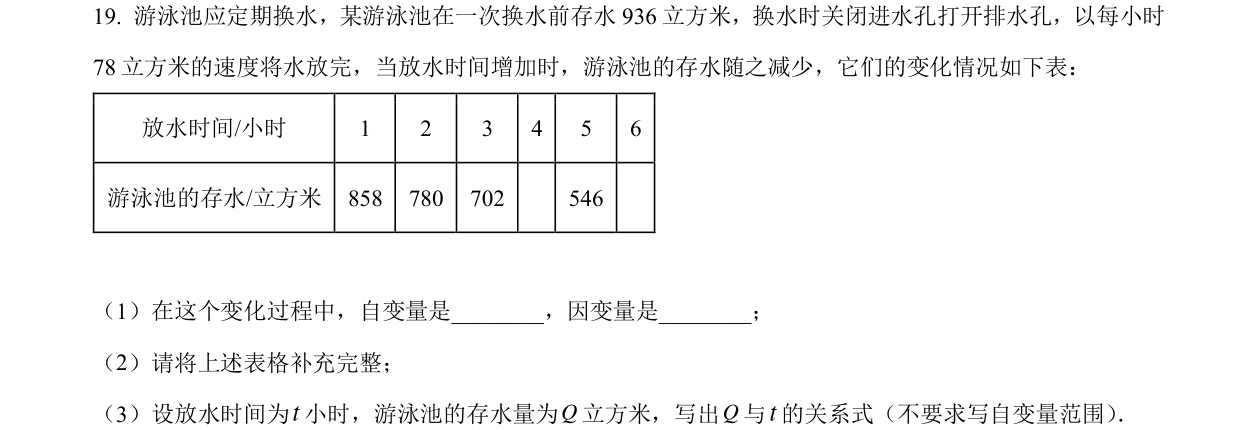 19. 游泳池应定期换水，某游泳池在一次换水前存水 936 立方米，换水时关闭进水孔打开排水孔，以每小时
78 立方米的速度将水放完，当放水时间增加时，游泳池的存水随之减少，它们的变化情况如下表：
放水时间/小时 1 2 3 4 5 6
游泳池的存水/立方米 858 780 702 546
（1）在这个变化过程中，自变量是________，因变量是________；
（2）请将上述表格补充完整；
（3）设放水时间为t小时，游泳池的存水量为Q立方米，写出Q与t的关系式（不要求写自变量范围）.